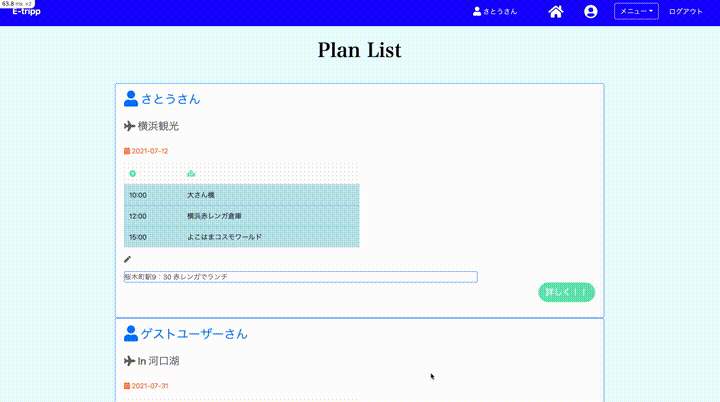 63.8 ms ×2
E-tripp
さとうさん
メニュー
ログアウト
Plan List
さとうさん
横浜観光
2021-07-12
10:00 大さん橋
12:00 横浜赤レンガ倉庫
15:00 よこはまコスモワールド
桜木町駅9：30 赤レンガでランチ
詳しく！！
ゲストユーザーさん
In 河口湖
2021-07-31